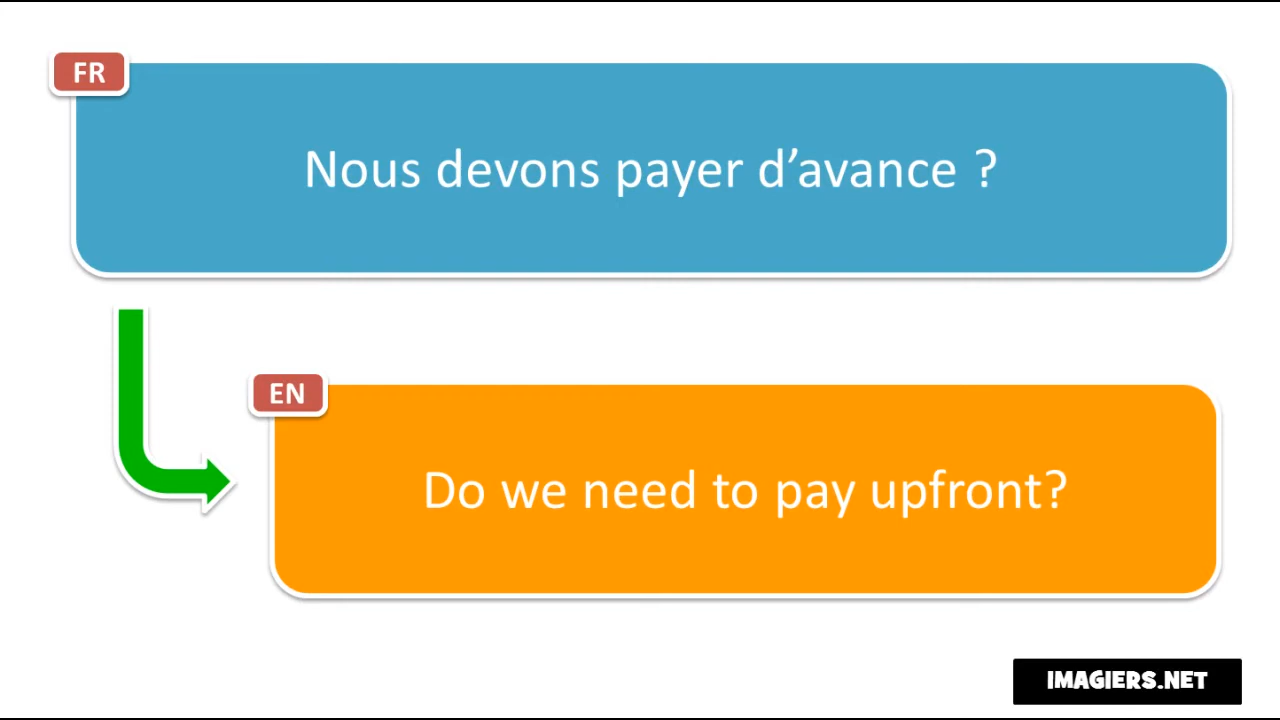 FR
Nous devons payer d’avance ?
EN
Do we need to pay upfront?
IMAGIERS.NET